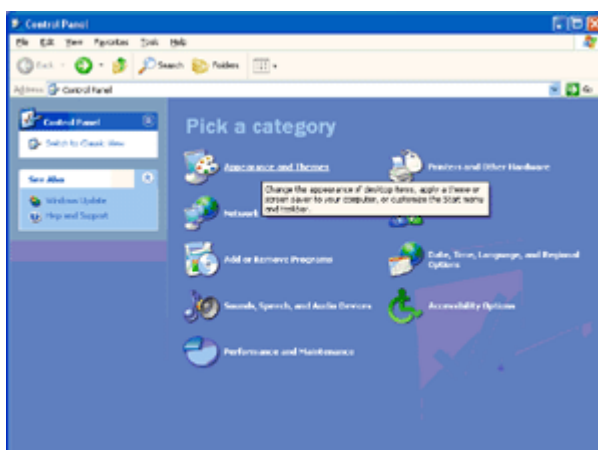 Control Panel
File Edit View Favorites Tools Help
Back Search Folders
Address Control Panel Go
Control Panel
Switch to Classic View
See Also
Windows Update
Help and Support
Pick a category
Appearance and Themes
Printers and Other Hardware
Change the appearance of desktop items, apply a theme or
screen saver to your computer, or customize the Start menu
and taskbar.
Network
Add or Remove Programs
Date, Time, Language, and Regional
Options
Sounds, Speech, and Audio Devices
Accessibility Options
Performance and Maintenance